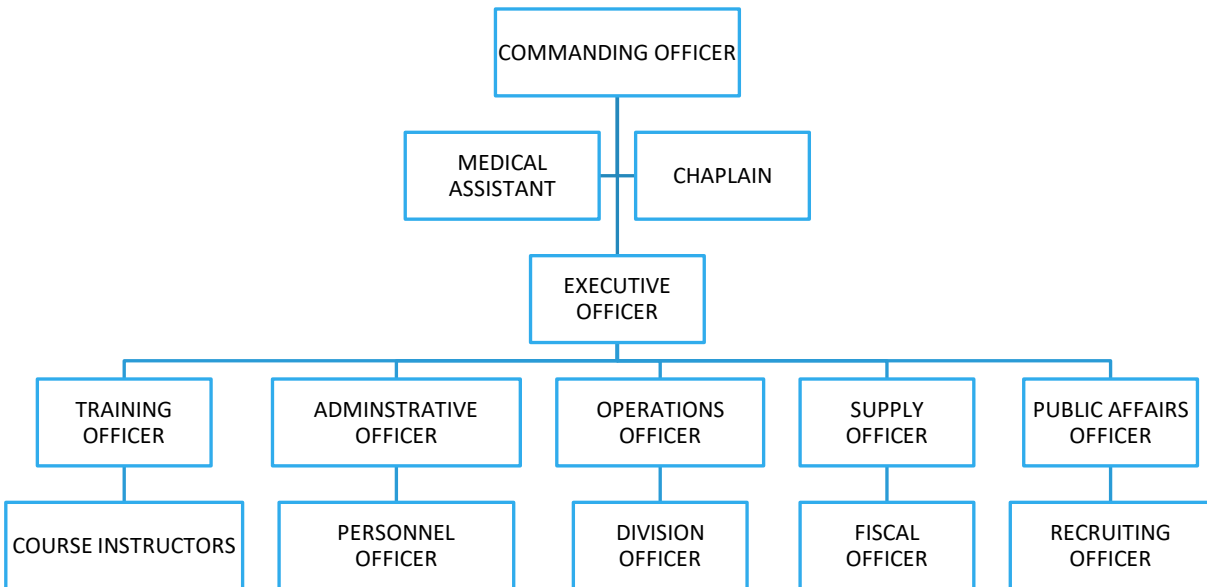 COMMANDING OFFICER
MEDICAL
ASSISTANT
CHAPLAIN
EXECUTIVE
OFFICER
TRAINING
OFFICER
ADMINSTRATIVE
OFFICER
OPERATIONS
OFFICER
SUPPLY
OFFICER
PUBLIC AFFAIRS
OFFICER
COURSE INSTRUCTORS
PERSONNEL
OFFICER
DIVISION
OFFICER
FISCAL
OFFICER
RECRUITING
OFFICER